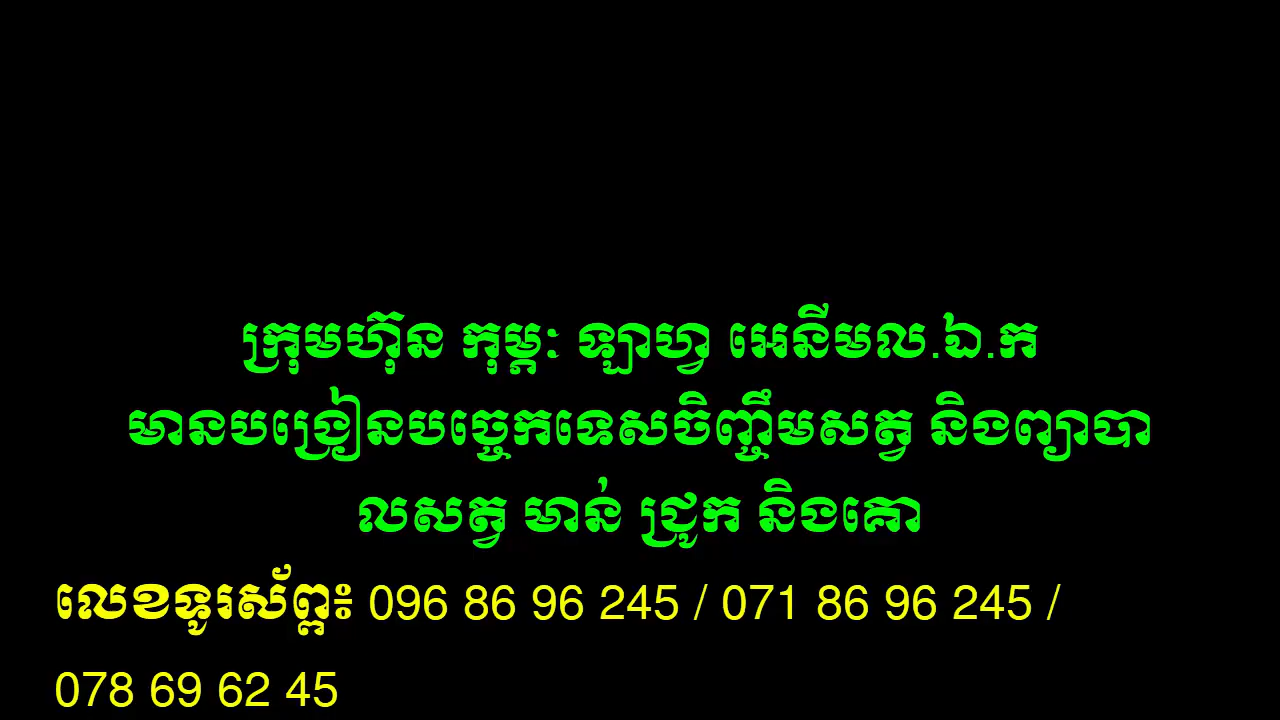 ក្រុមហ៊ុន កុម្ភៈ ឡាហ្វ អេនីមល.ឯ.ក
មានបង្រៀនបច្ចេកទេសចិញ្ចឹមសត្វ និងព្យាបា
លសត្វ មាន់ ជ្រូក និងគោ
លេខទូរស័ព្ទ៖ 096 86 96 245 / 071 86 96 245 /
078 69 62 45